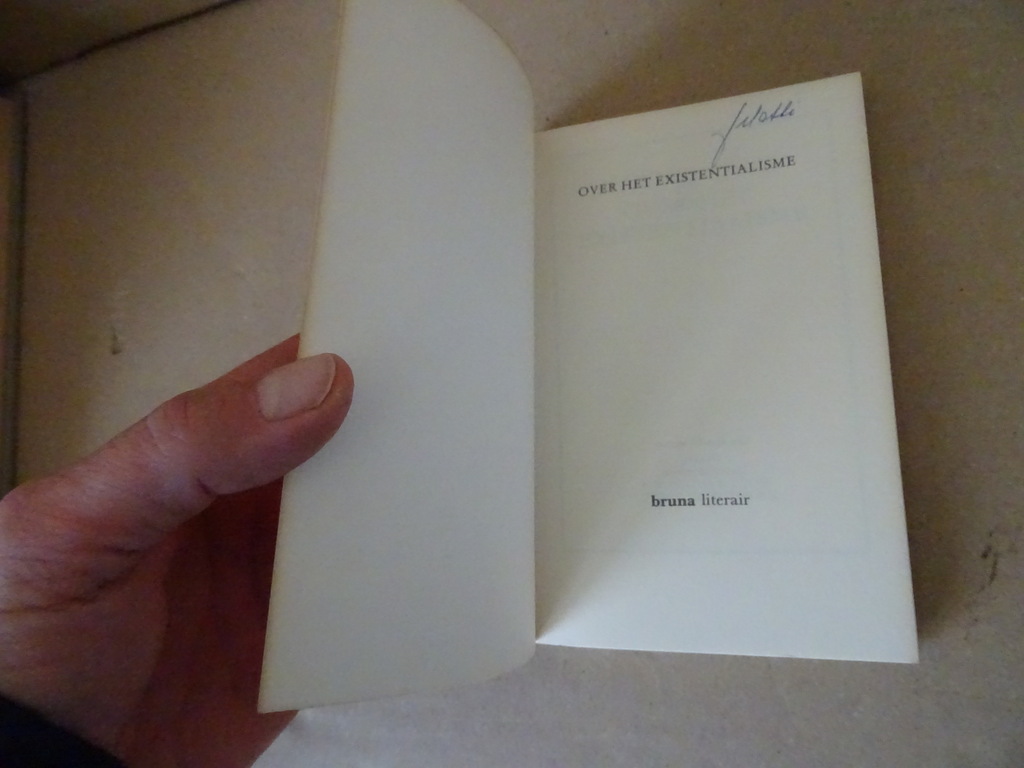 OVER HET EXISTENTIALISME
bruna literair